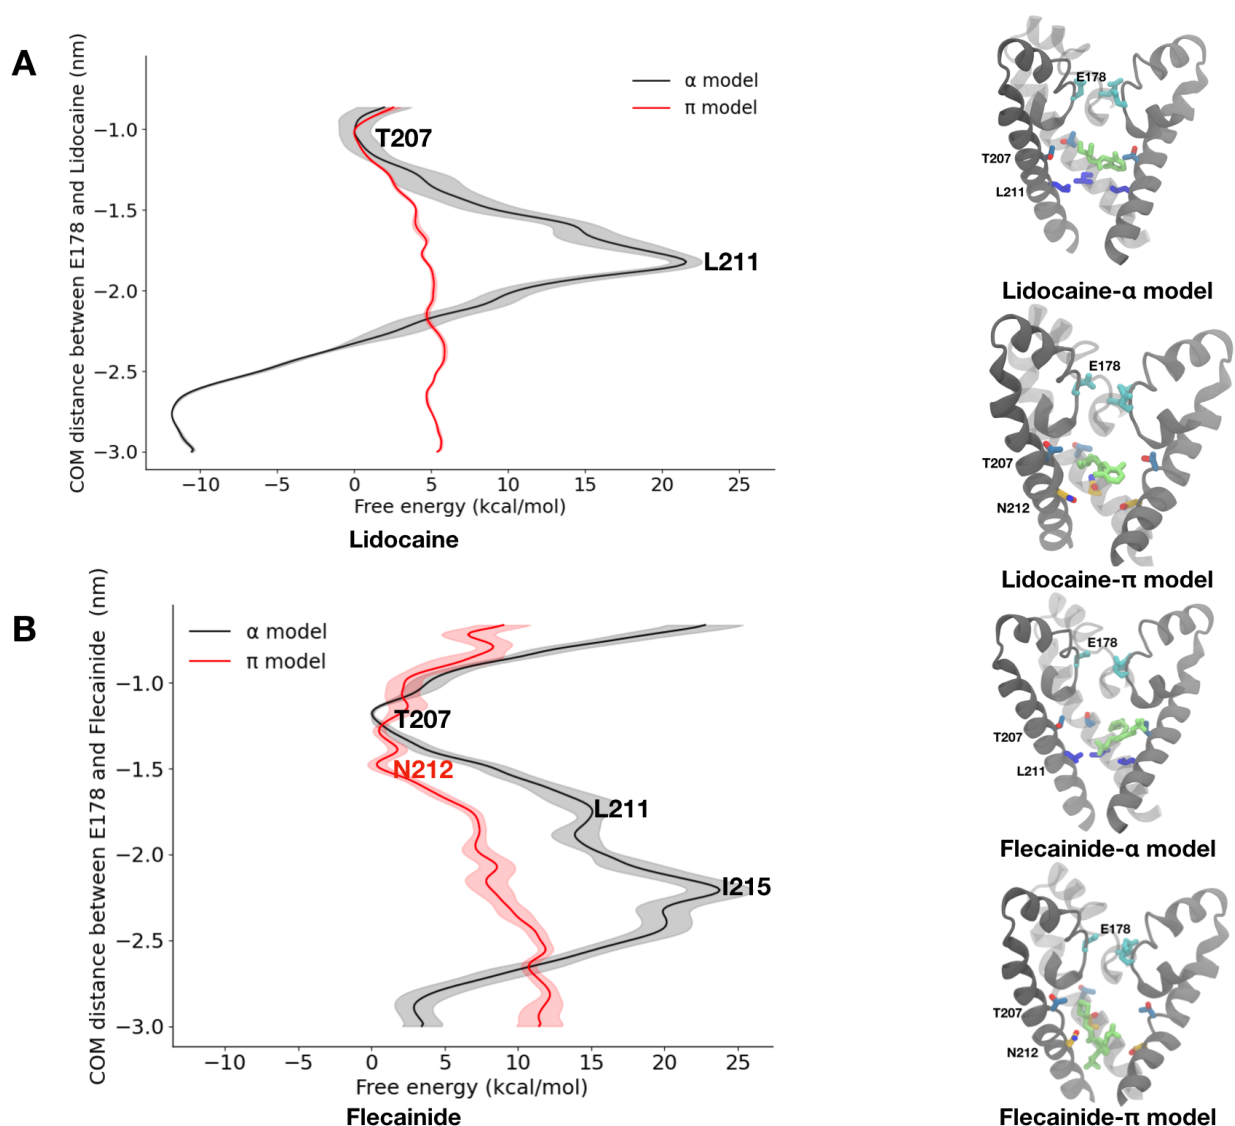 A
COM distance between E178 and Lidocaine (nm)
α model
π model
−1.0
−1.5
−2.0
−2.5
−3.0
T207
L211
−10
−5
0
5
10
15
20
25
Free energy (kcal/mol)
Lidocaine
E178
T207
L211
Lidocaine-α model
E178
T207
N212
Lidocaine-π model
B
COM distance between E178 and Flecainide (nm)
α model
π model
−1.0
−1.5
−2.0
−2.5
−3.0
T207
N212
L211
I215
−10
−5
0
5
10
15
20
25
Free energy (kcal/mol)
Flecainide
E178
T207
L211
Flecainide-α model
E178
T207
N212
Flecainide-π model